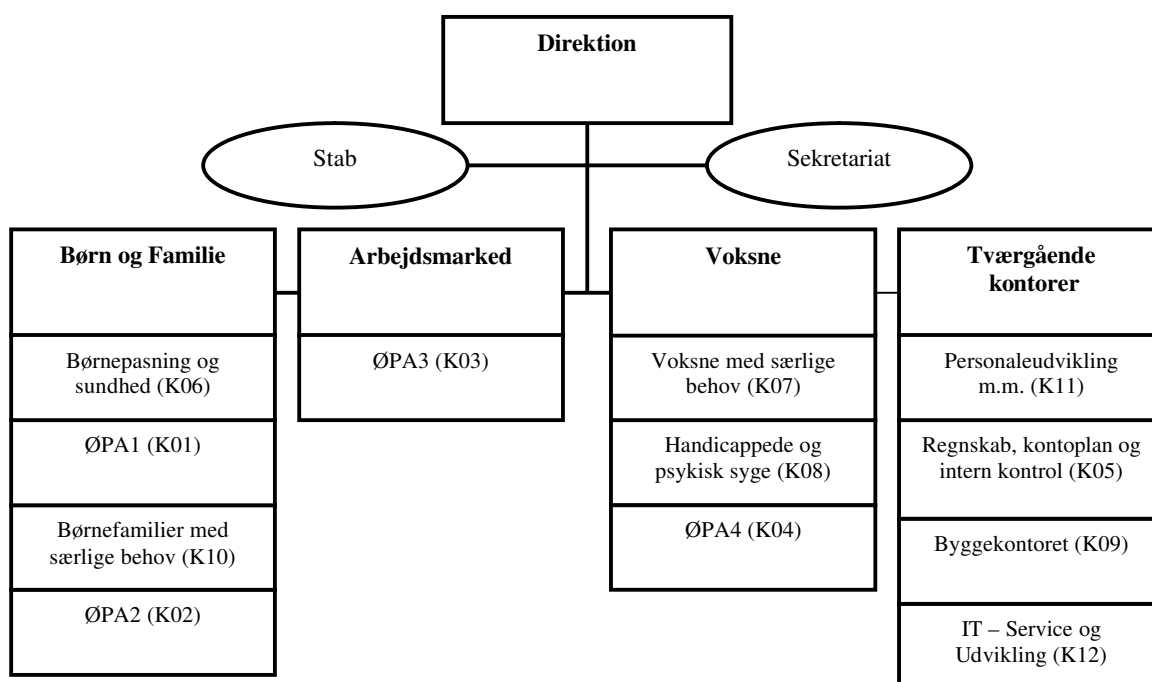 Direktion
Stab
Sekretariat
Børn og Familie
Børnepasning og
sundhed (K06)
ØPA1 (K01)
Børnefamilier med
særlige behov (K10)
ØPA2 (K02)
Arbejdsmarked
ØPA3 (K03)
Voksne
Voksne med særlige
behov (K07)
Handicappede og
psykisk syge (K08)
ØPA4 (K04)
Tværgående
kontorer
Personaleudvikling
m.m. (K11)
Regnskab, kontoplan og
intern kontrol (K05)
Byggekontoret (K09)
IT – Service og
Udvikling (K12)